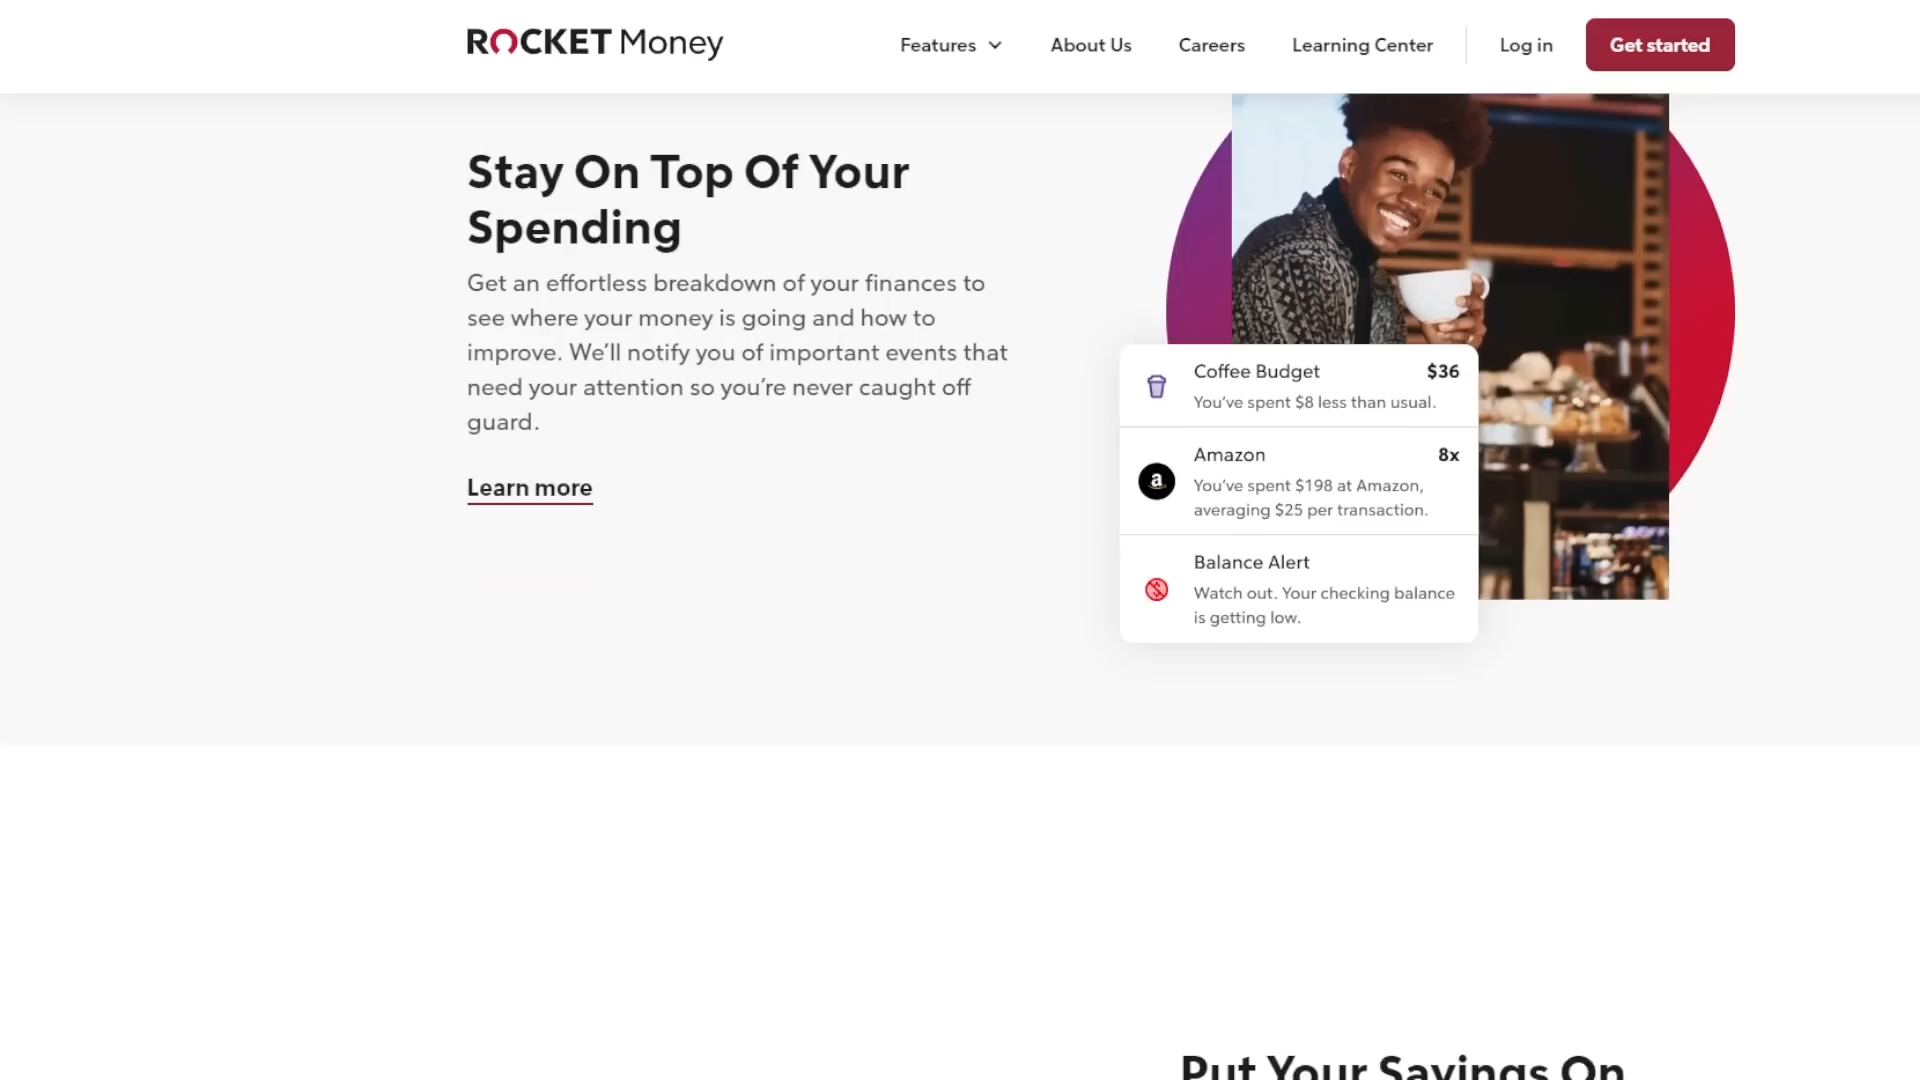 ROCKET Money
Features
About Us
Careers
Learning Center
Log in
Get started
Stay On Top Of Your
Spending
Get an effortless breakdown of your finances to
see where your money is going and how to
improve. We’ll notify you of important events that
need your attention so you’re never caught off
guard.
Learn more
Coffee Budget $36
You’ve spent $8 less than usual.
a
Amazon 8x
You’ve spent $198 at Amazon,
averaging $25 per transaction.
Balance Alert
Watch out. Your checking balance
is getting low.
Put Your Savings On